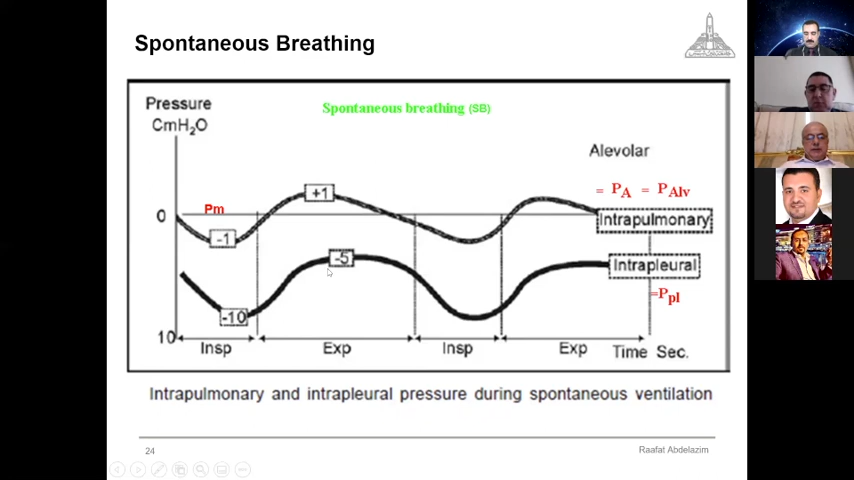 Spontaneous Breathing
Pressure
CmH2O
Spontaneous breathing (SB)
Alevolar
= PA = PAlv
+1
0
Pm
-1
Intrapulmonary
-5
Intrapleural
=Ppl
-10
10
Insp
Exp
Insp
Exp
Time Sec.
Intrapulmonary and intrapleural pressure during spontaneous ventilation
24
Raafat Abdelazim